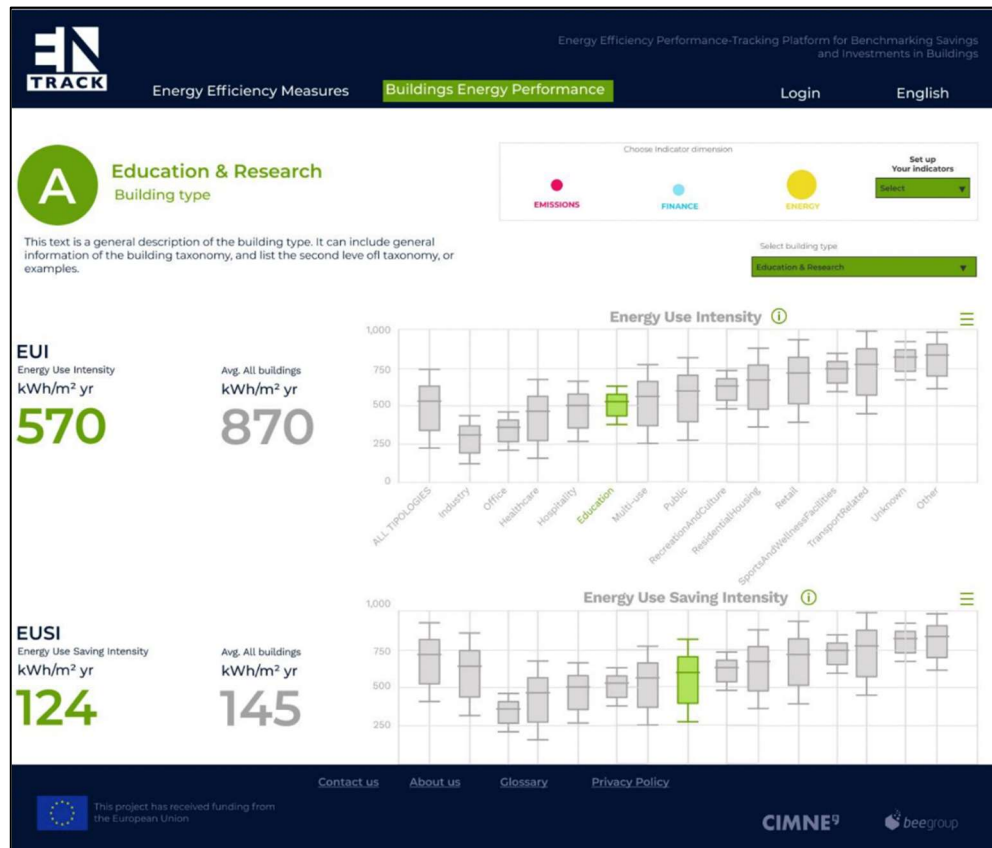 EN
TRACK
Energy Efficiency Performance-Tracking Platform for Benchmarking Savings
and Investments in Buildings
Energy Efficiency Measures
Buildings Energy Performance
Login
English
A
Education & Research
Building type
This text is a general description of the building type. It can include general
information of the building taxonomy, and list the second leve ofl taxonomy, or
examples.
Choose indicator dimension
EMISSIONS
FINANCE
ENERGY
Set up
Your indicators
Select
Select building type
Education & Research
EUI
Energy Use Intensity
kWh/m² yr
570
Avg. All buildings
kWh/m² yr
870
Energy Use Intensity
1,000
750
500
250
0
ALL TIPOLOGIES
Industry
Office
Healthcare
Hospitality
Education
Multi-use
Public
RecreationAndCulture
ResidentialHousing
Retail
SportsAndWellnessFacilities
TransportRelated
Unknown
Other
EUSI
Energy Use Saving Intensity
kWh/m² yr
124
Avg. All buildings
kWh/m² yr
145
Energy Use Saving Intensity
1,000
750
500
250
Contact us
About us
Glossary
Privacy Policy
This project has received funding from
the European Union
CIMNE⁹
beegroup